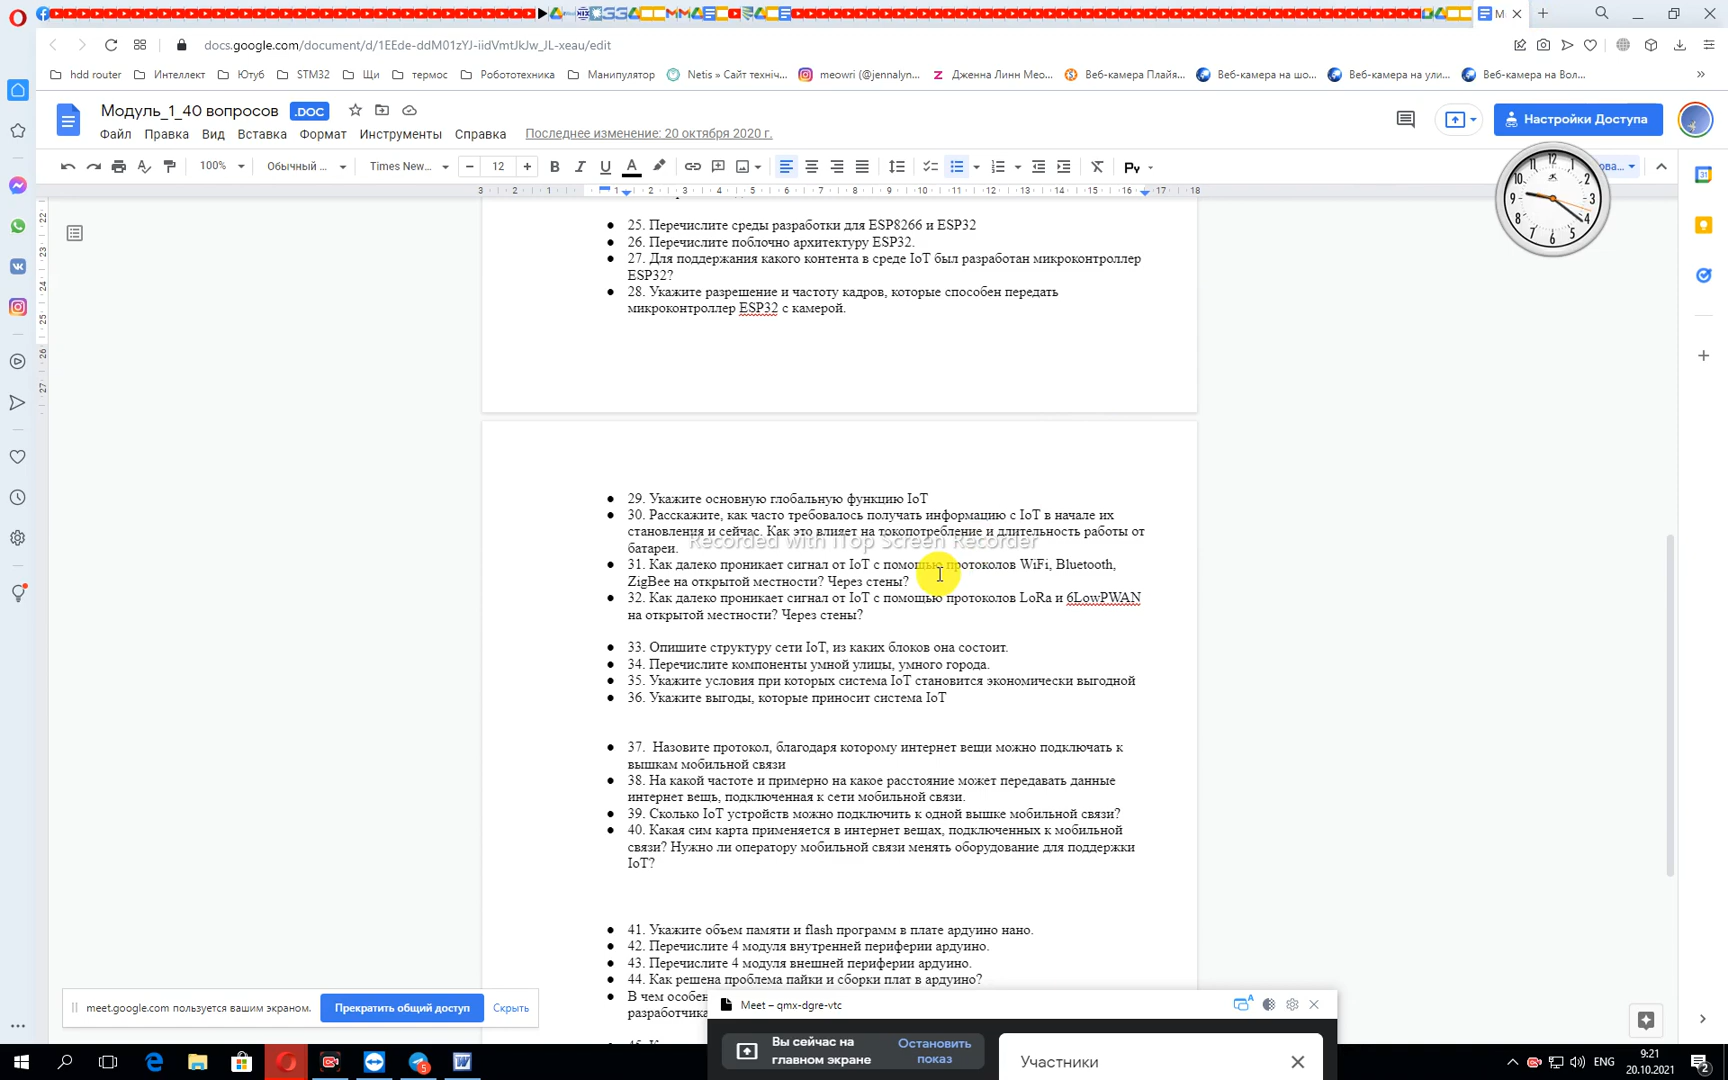 М
docs.google.com/document/d/1EEde-ddM01zYJ-iidVmtJkJw_JL-xeau/edit
hdd router
Интеллект
Ютуб
STM32
Щи
термос
Робототехника
Манипулятор
Netis » Сайт техніч...
meowri (@jennalyn...
Дженна Линн Мео...
Веб-камера Плайя...
Веб-камера на шо...
Веб-камера на ули...
Веб-камера на Вол...
Модуль_1_40 вопросов
.DOC
Настройки Доступа
Файл Правка Вид Вставка Формат Инструменты Справка
Последнее изменение: 20 октября 2020 г.
100% Обычный ... Times New... 12
25. Перечислите среды разработки для ESP8266 и ESP32
26. Перечислите поблочно архитектуру ESP32.
27. Для поддержания какого контента в среде IoT был разработан микроконтроллер
ESP32?
28. Укажите разрешение и частоту кадров, которые способен передать
микроконтроллер ESP32 с камерой.
29. Укажите основную глобальную функцию IoT
30. Расскажите, как часто требовалось получать информацию с IoT в начале их
становления и сейчас. Как это влияет на токопотребление и длительность работы от
батареи.
Recorded with iTop Screen Recorder
31. Как далеко проникает сигнал от IoT с помощью протоколов WiFi, Bluetooth,
ZigBee на открытой местности? Через стены?
32. Как далеко проникает сигнал от IoT с помощью протоколов LoRa и 6LowPWAN
на открытой местности? Через стены?
33. Опишите структуру сети IoT, из каких блоков она состоит.
34. Перечислите компоненты умной улицы, умного города.
35. Укажите условия при которых система IoT становится экономически выгодной
36. Укажите выгоды, которые приносит система IoT
37. Назовите протокол, благодаря которому интернет вещи можно подключать к
вышкам мобильной связи
38. На какой частоте и примерно на какое расстояние может передавать данные
интернет вещь, подключенная к сети мобильной связи.
39. Сколько IoT устройств можно подключить к одной вышке мобильной связи?
40. Какая сим карта применяется в интернет вещах, подключенных к мобильной
связи? Нужно ли оператору мобильной связи менять оборудование для поддержки
IoT?
41. Укажите объем памяти и flash программ в плате ардуино нано.
42. Перечислите 4 модуля внутренней периферии ардуино.
43. Перечислите 4 модуля внешней периферии ардуино.
44. Как решена проблема пайки и сборки плат в ардуино?
В чем особен
разработчика
meet.google.com пользуется вашим экраном.
Прекратить общий доступ
Скрыть
Meet – qmx-dgre-vtc
Вы сейчас на
главном экране
Остановить
показ
Участники
ENG
9:21
20.10.2021